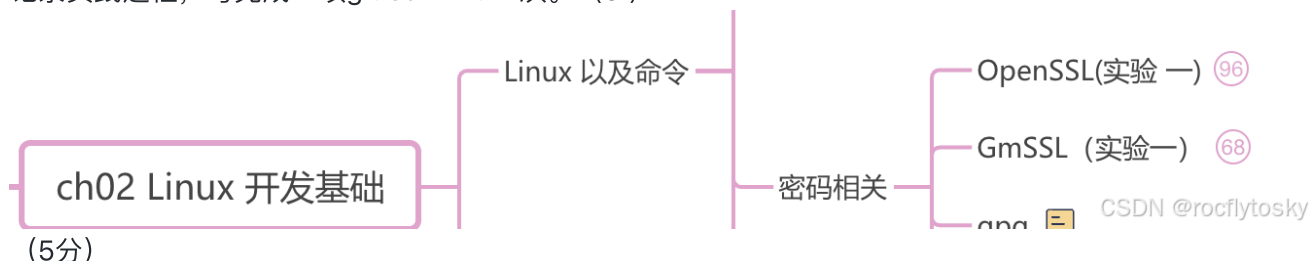 Linux 以及命令
OpenSSL(实验 一) 96
GmSSL（实验一） 68
ch02 Linux 开发基础
密码相关
gpg
CSDN @rocflytosky
（5分）